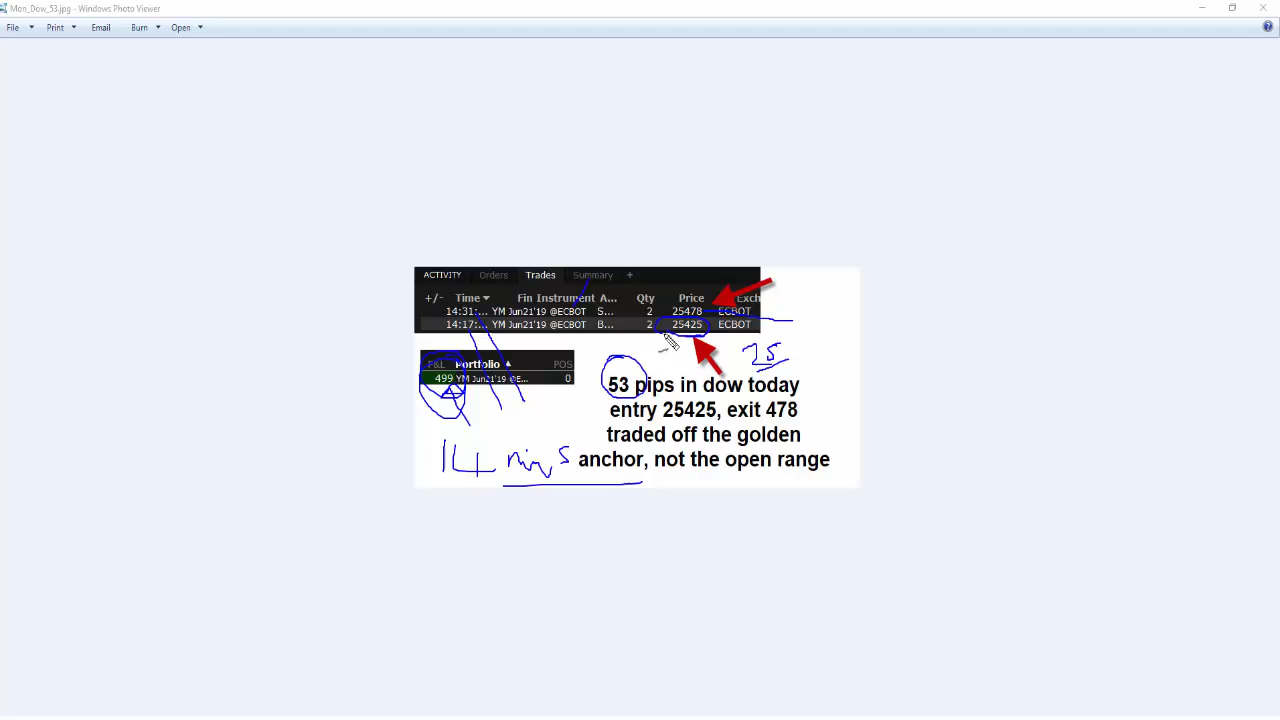 Mon_Dow_53.jpg - Windows Photo Viewer
File Print Email Burn Open
ACTIVITY Orders Trades Summary +
+/- Time Fin Instrument A... Qty Price Exch
14:31:... YM Jun21'19 @ECBOT S... 2 25478 ECBOT
14:17:... YM Jun21'19 @ECBOT B... 2 25425 ECBOT
25
P&L Portfolio POS
499 YM Jun21'19 @E... 0
53 pips in dow today
entry 25425, exit 478
traded off the golden
anchor, not the open range
14 mins